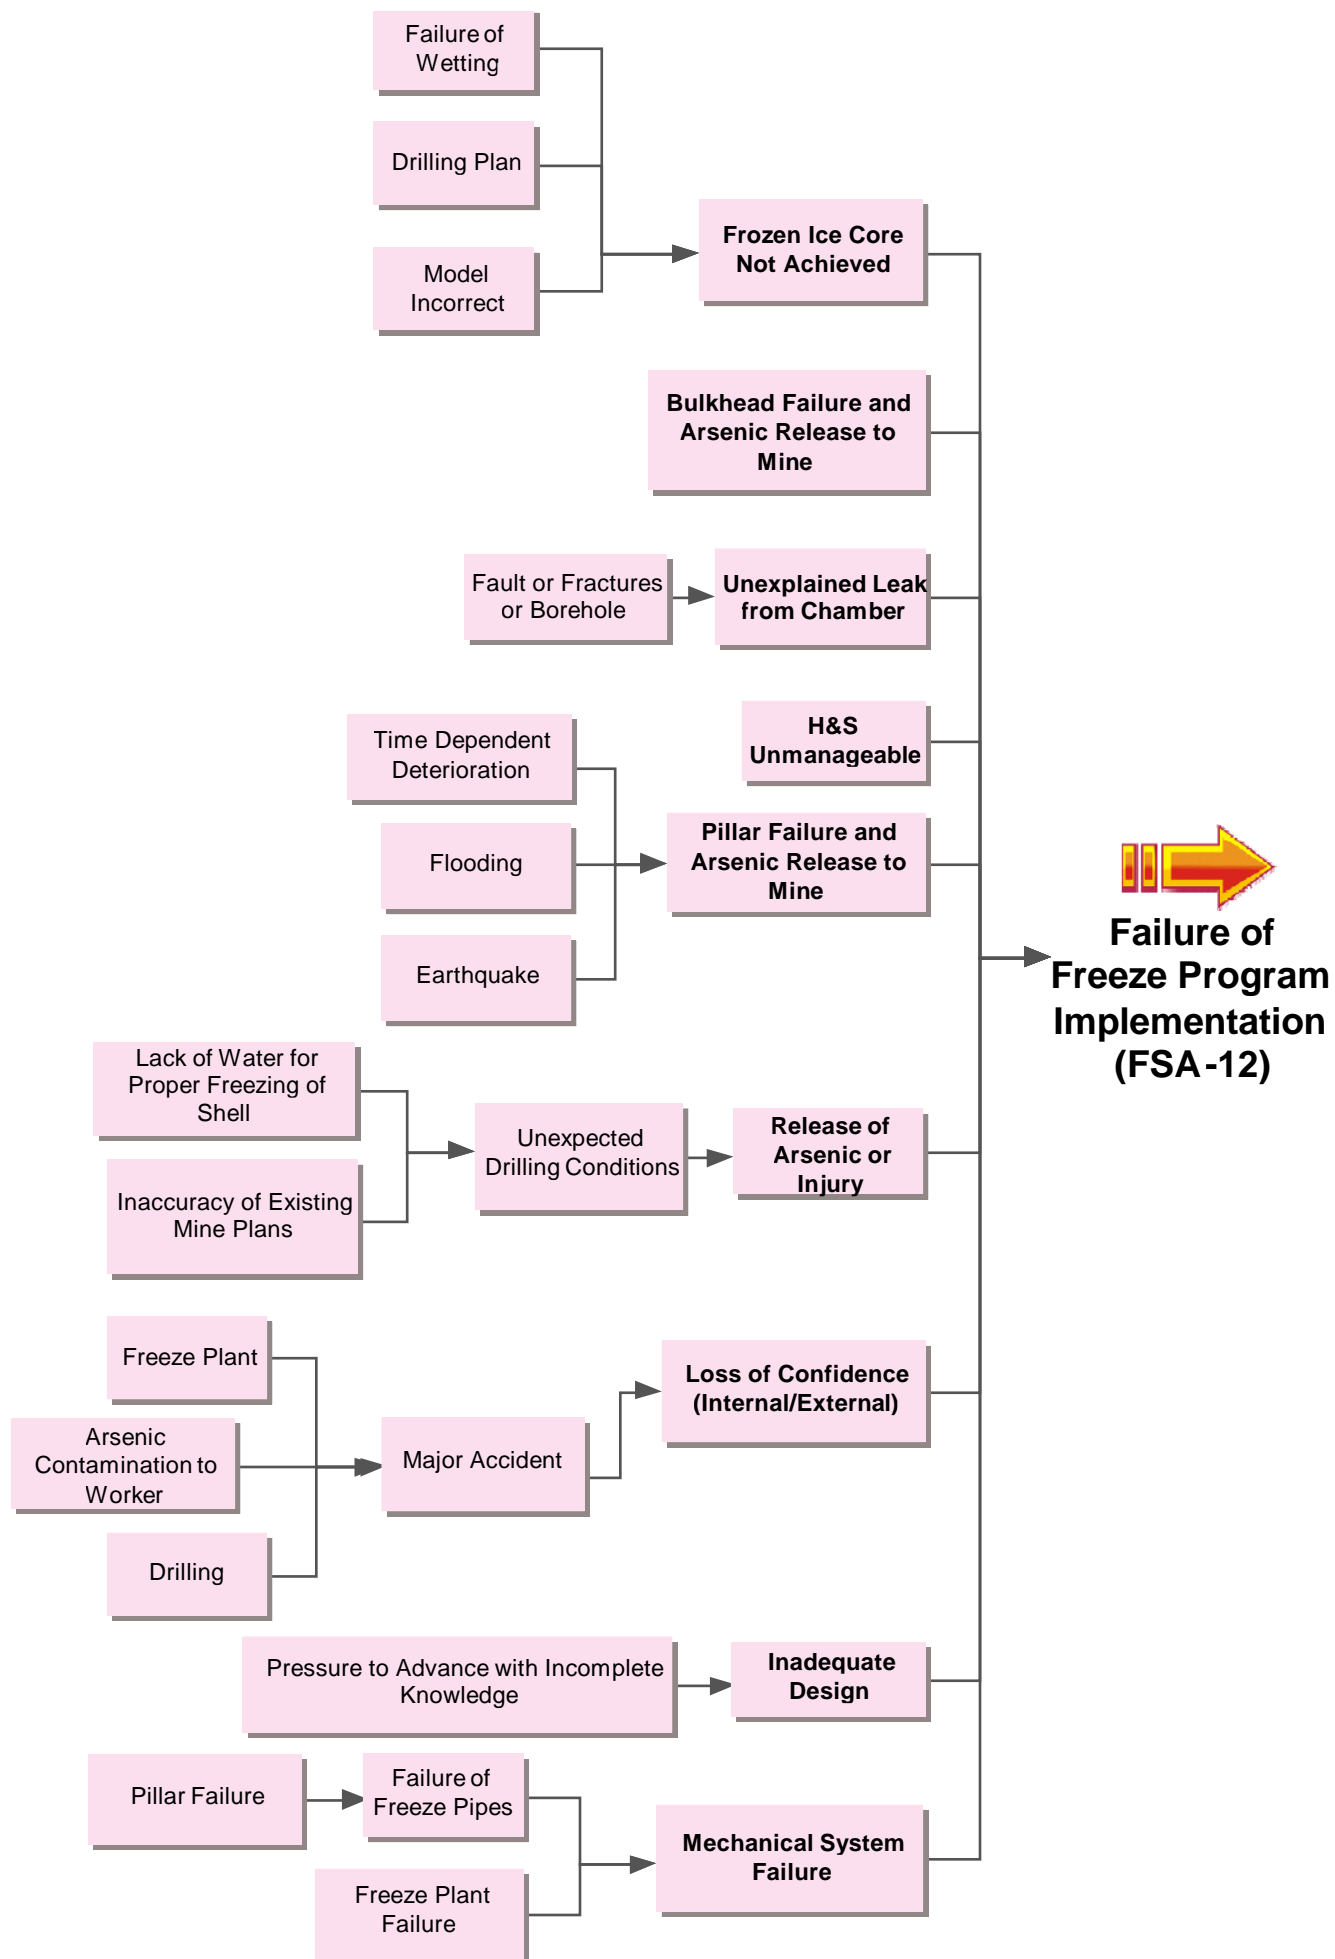 Failure of
Wetting
Drilling Plan
Model
Incorrect
Frozen Ice Core
Not Achieved
Bulkhead Failure and
Arsenic Release to
Mine
Fault or Fractures
or Borehole
Unexplained Leak
from Chamber
H&S
Unmanageable
Time Dependent
Deterioration
Flooding
Earthquake
Pillar Failure and
Arsenic Release to
Mine
Failure of
Freeze Program
Implementation
(FSA-12)
Lack of Water for
Proper Freezing of
Shell
Inaccuracy of Existing
Mine Plans
Unexpected
Drilling Conditions
Release of
Arsenic or
Injury
Freeze Plant
Arsenic
Contamination to
Worker
Drilling
Major Accident
Loss of Confidence
(Internal/External)
Pressure to Advance with Incomplete
Knowledge
Inadequate
Design
Pillar Failure
Failure of
Freeze Pipes
Freeze Plant
Failure
Mechanical System
Failure